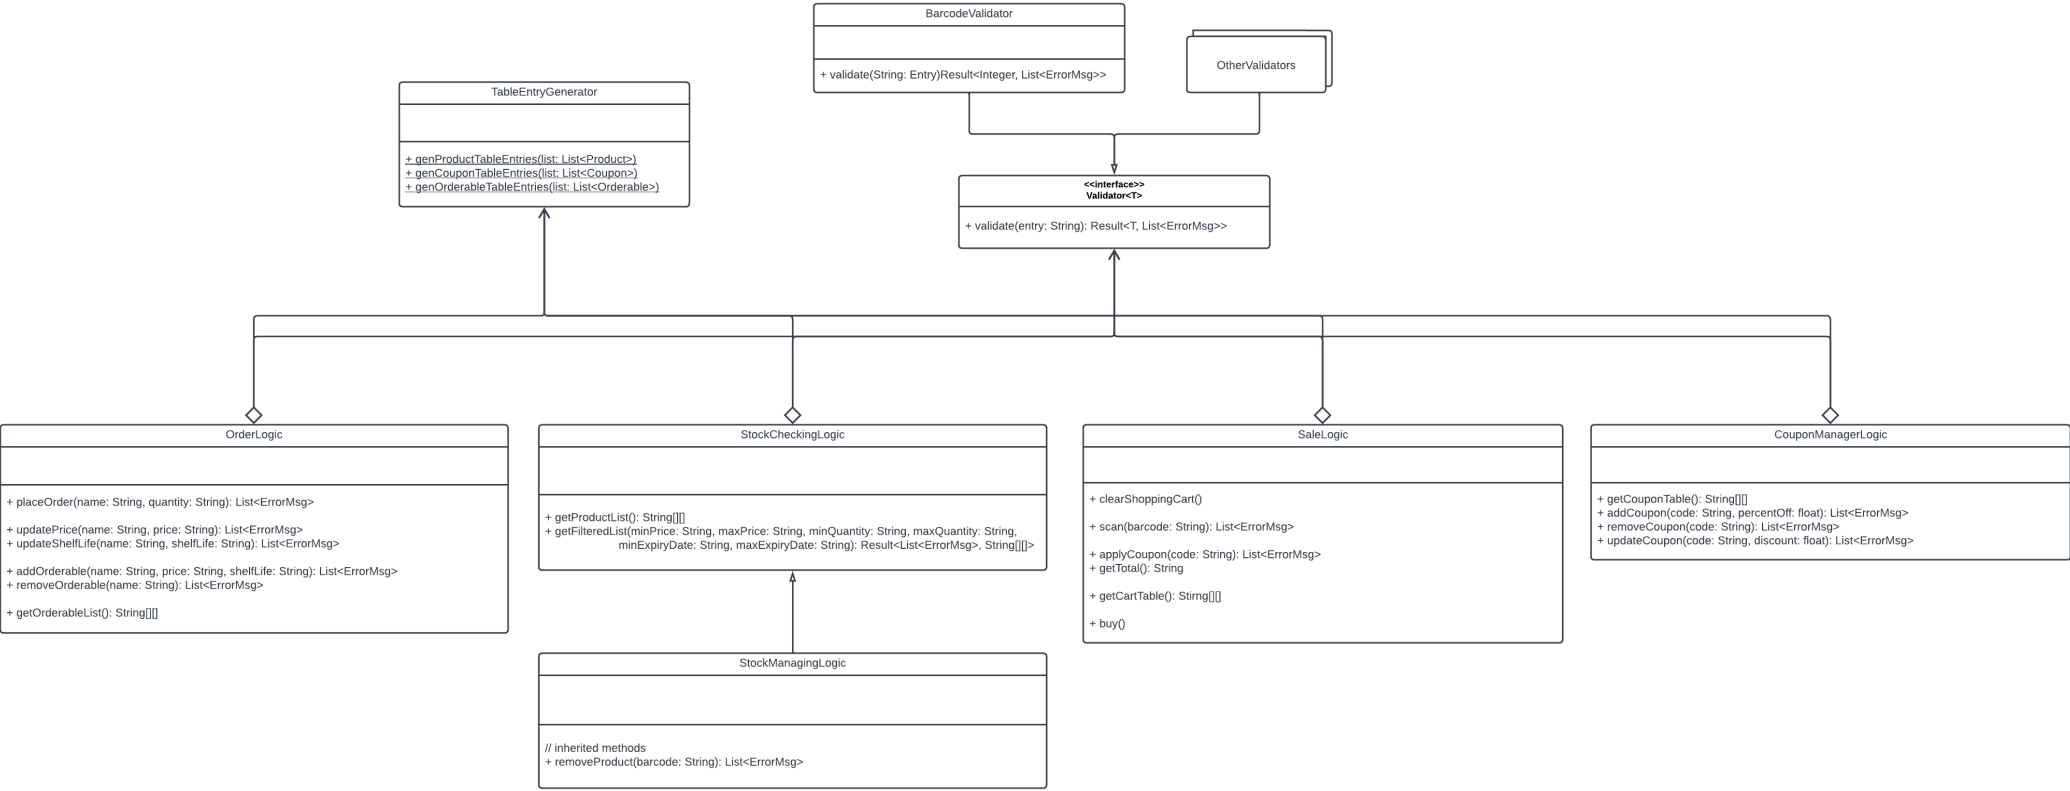 BarcodeValidator
+ validate(String: Entry)Result<Integer, List<ErrorMsg>>
OtherValidators
TableEntryGenerator
+ genProductTableEntries(list: List<Product>)
+ genCouponTableEntries(list: List<Coupon>)
+ genOrderableTableEntries(list: List<Orderable>)
<<interface>>
Validator<T>
+ validate(entry: String): Result<T, List<ErrorMsg>>
OrderLogic
+ placeOrder(name: String, quantity: String): List<ErrorMsg>
+ updatePrice(name: String, price: String): List<ErrorMsg>
+ updateShelfLife(name: String, shelfLife: String): List<ErrorMsg>
+ addOrderable(name: String, price: String, shelfLife: String): List<ErrorMsg>
+ removeOrderable(name: String): List<ErrorMsg>
+ getOrderableList(): String[][]
StockCheckingLogic
+ getProductList(): String[][]
+ getFilteredList(minPrice: String, maxPrice: String, minQuantity: String, maxQuantity: String,
minExpiryDate: String, maxExpiryDate: String): Result<List<ErrorMsg>, String[][]>
SaleLogic
+ clearShoppingCart()
+ scan(barcode: String): List<ErrorMsg>
+ applyCoupon(code: String): List<ErrorMsg>
+ getTotal(): String
+ getCartTable(): Stirng[][]
+ buy()
CouponManagerLogic
+ getCouponTable(): String[][]
+ addCoupon(code: String, percentOff: float): List<ErrorMsg>
+ removeCoupon(code: String): List<ErrorMsg>
+ updateCoupon(code: String, discount: float): List<ErrorMsg>
StockManagingLogic
// inherited methods
+ removeProduct(barcode: String): List<ErrorMsg>